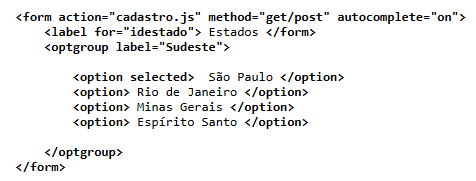 <form action="cadastro.js" method="get/post" autocomplete="on">
<label for="idestado"> Estados </form>
<optgroup label="Sudeste">
<option selected>  São Paulo </option>
<option> Rio de Janeiro </option>
<option> Minas Gerais </option>
<option> Espírito Santo </option>
</optgroup>
</form>